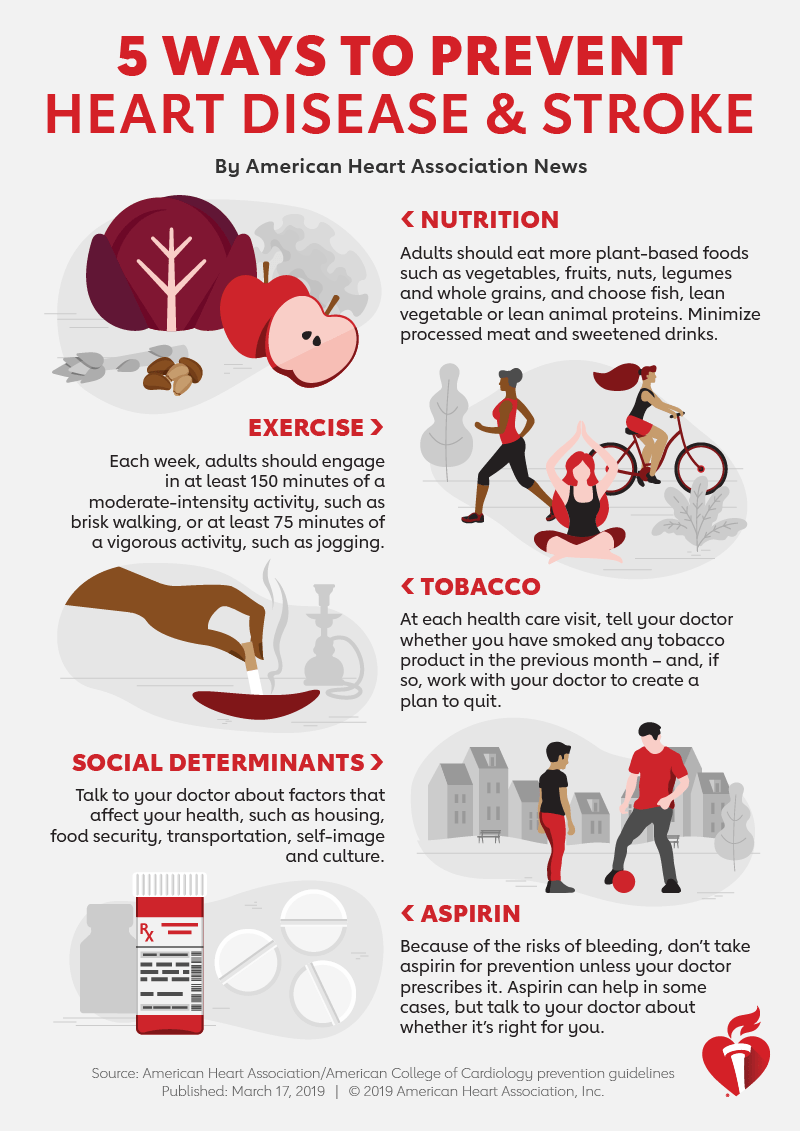 5 WAYS TO PREVENT
HEART DISEASE & STROKE
By American Heart Association News
< NUTRITION
Adults should eat more plant-based foods
such as vegetables, fruits, nuts, legumes
and whole grains, and choose fish, lean
vegetable or lean animal proteins. Minimize
processed meat and sweetened drinks.
EXERCISE >
Each week, adults should engage
in at least 150 minutes of a
moderate-intensity activity, such as
brisk walking, or at least 75 minutes of
a vigorous activity, such as jogging.
< TOBACCO
At each health care visit, tell your doctor
whether you have smoked any tobacco
product in the previous month – and, if
so, work with your doctor to create a
plan to quit.
SOCIAL DETERMINANTS >
Talk to your doctor about factors that
affect your health, such as housing,
food security, transportation, self-image
and culture.
RX
< ASPIRIN
Because of the risks of bleeding, don’t take
aspirin for prevention unless your doctor
prescribes it. Aspirin can help in some
cases, but talk to your doctor about
whether it’s right for you.
Source: American Heart Association/American College of Cardiology prevention guidelines
Published: March 17, 2019 | © 2019 American Heart Association, Inc.